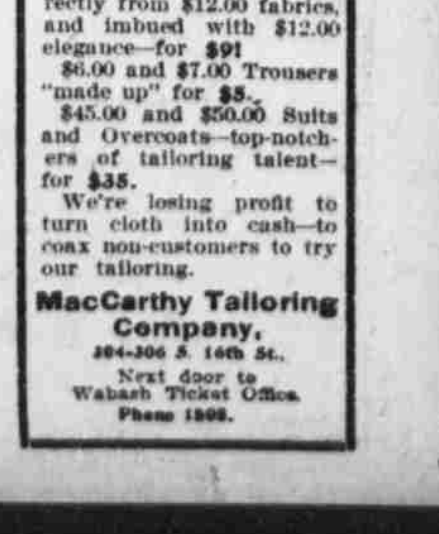 rectly from $12.00 fabrics,
and imbued with $12.00
elegance—for $9!
$6.00 and $7.00 Trousers
"made up" for $5.
$45.00 and $50.00 Suits
and Overcoats—top-notch-
ers of tailoring talent—
for $35.
We're losing profit to
turn cloth into cash—to
coax non-customers to try
our tailoring.
MacCarthy Tailoring
Company,
304-306 S. 16th St.,
Next door to
Wabash Ticket Office.
Phone